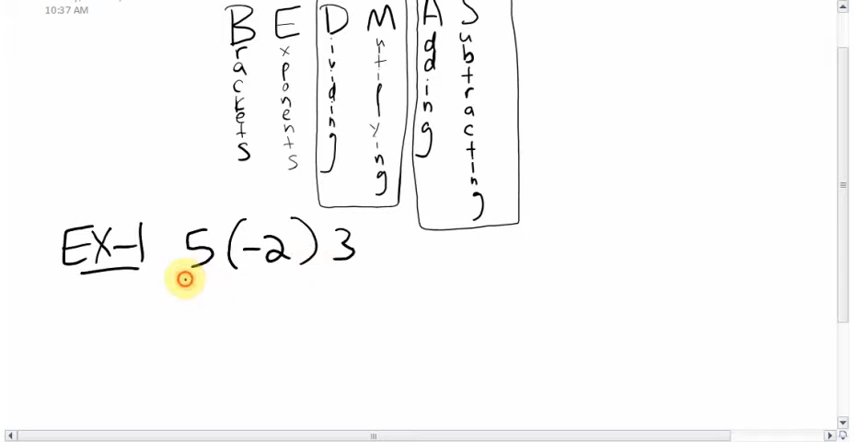 10:37 AM
B E D M A S
Brackets Exponents Dividing Multiplying Adding Subtracting
EX-1 5(-2)3